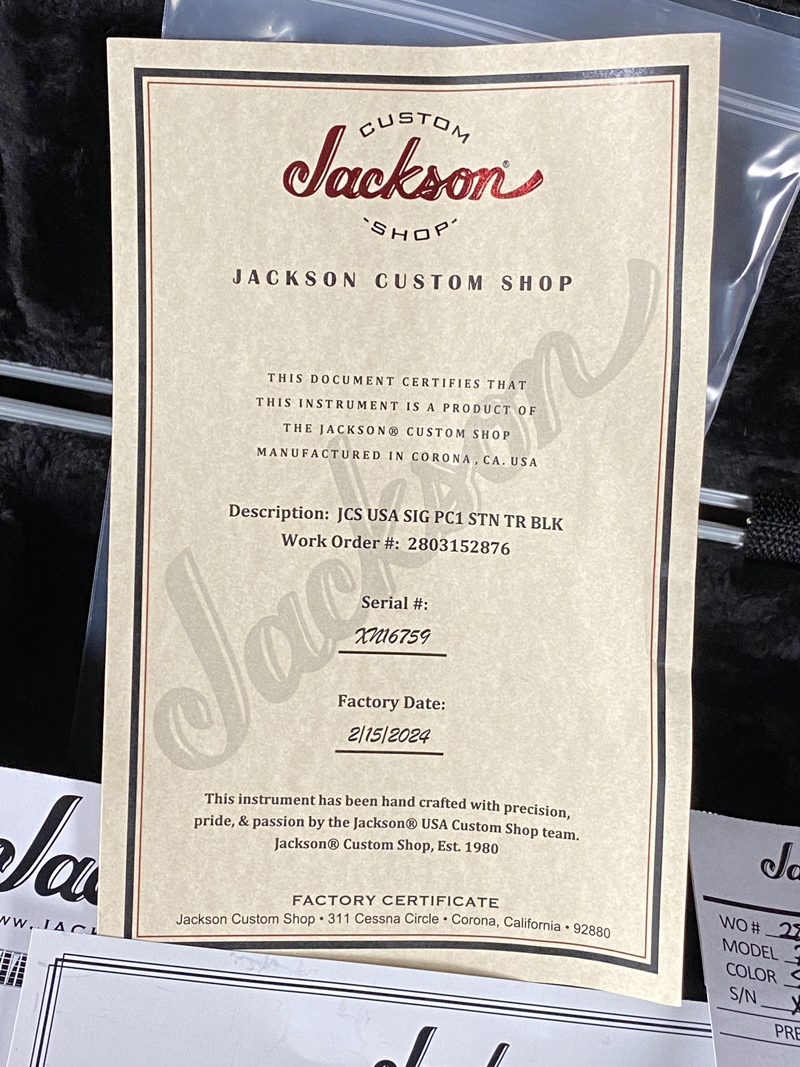 CUSTOM
Jackson®
-SHOP-
JACKSON CUSTOM SHOP
THIS DOCUMENT CERTIFIES THAT
THIS INSTRUMENT IS A PRODUCT OF
THE JACKSON® CUSTOM SHOP
MANUFACTURED IN CORONA, CA. USA
Jackson
Description: JCS USA SIG PC1 STN TR BLK
Work Order #: 2803152876
Serial #:
XN16759
Factory Date:
2/15/2024
This instrument has been hand crafted with precision,
pride, & passion by the Jackson® USA Custom Shop team.
Jackson® Custom Shop, Est. 1980
FACTORY CERTIFICATE
Jackson Custom Shop • 311 Cessna Circle • Corona, California • 92880
WO #
MODEL
COLOR
S/N